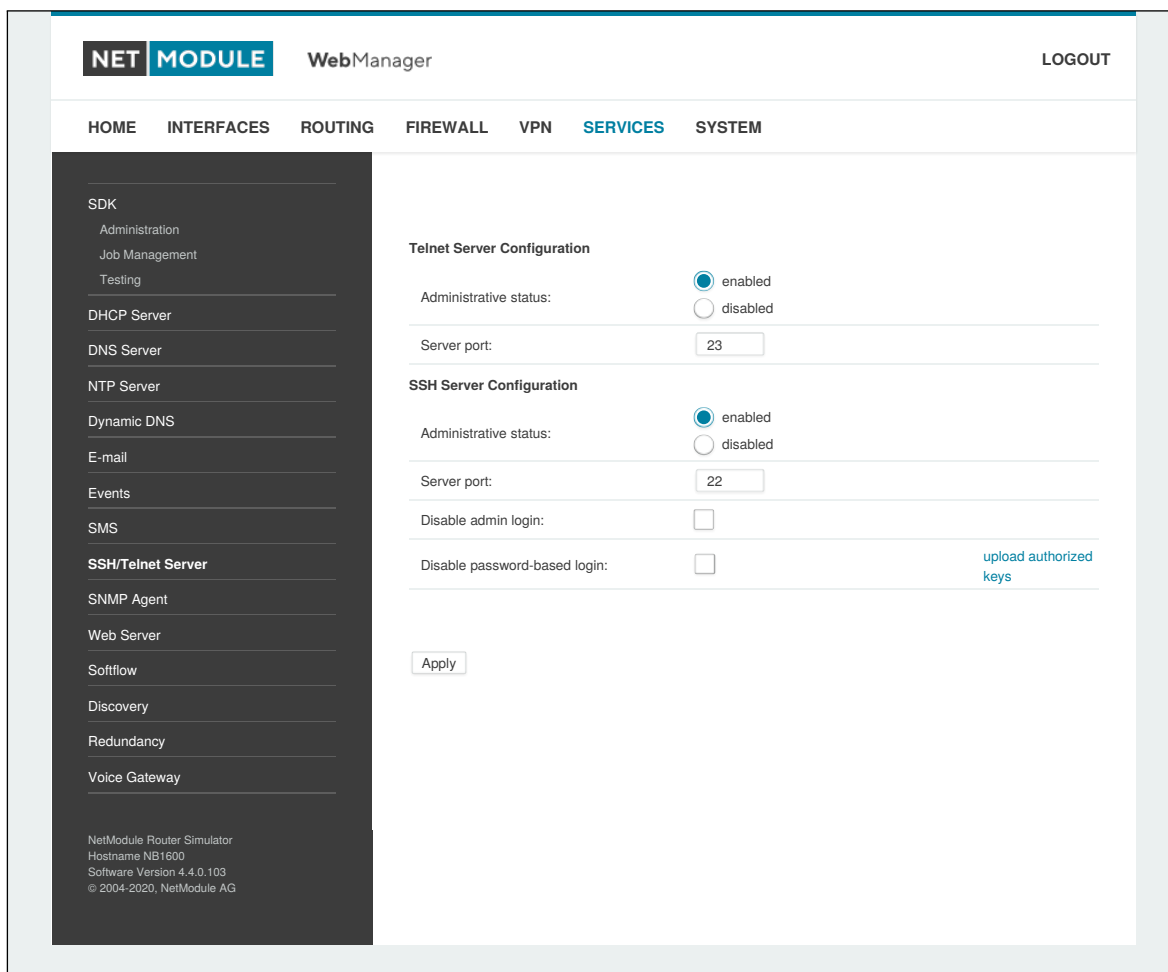 NET MODULE WebManager LOGOUT
HOME INTERFACES ROUTING FIREWALL VPN SERVICES SYSTEM
SDK
Administration
Job Management
Testing
DHCP Server
DNS Server
NTP Server
Dynamic DNS
E-mail
Events
SMS
SSH/Telnet Server
SNMP Agent
Web Server
Softflow
Discovery
Redundancy
Voice Gateway
NetModule Router Simulator
Hostname NB1600
Software Version 4.4.0.103
© 2004-2020, NetModule AG
Telnet Server Configuration
Administrative status:
enabled
disabled
Server port: 23
SSH Server Configuration
Administrative status:
enabled
disabled
Server port: 22
Disable admin login:
Disable password-based login:
upload authorized
keys
Apply